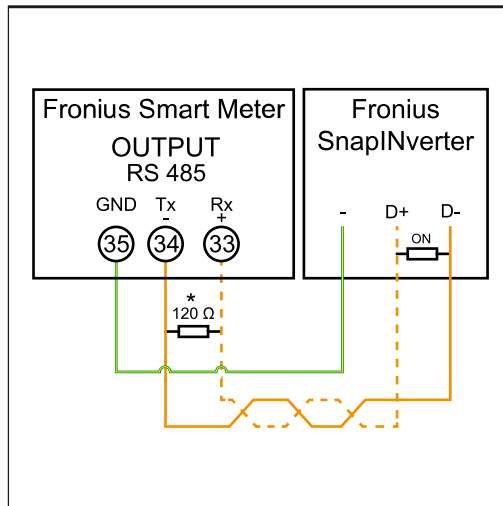 Fronius Smart Meter
OUTPUT
RS 485
GND Tx Rx
- +
35 34 33
Fronius
SnapINverter
- D+ D-
ON
*
120 Ω